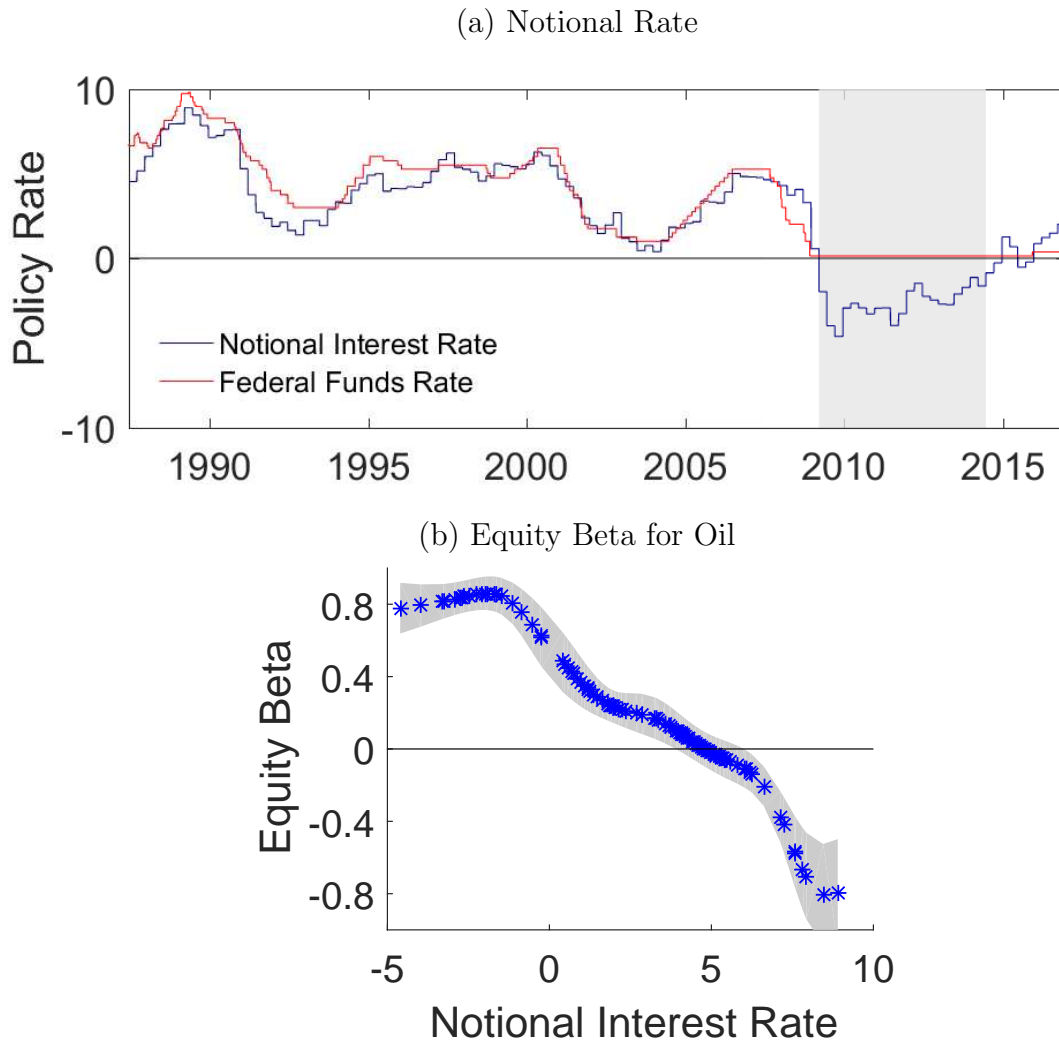 (a) Notional Rate
10
0
-10
Policy Rate
Notional Interest Rate
Federal Funds Rate
1990 1995 2000 2005 2010 2015
(b) Equity Beta for Oil
0.8
0.4
0
-0.4
-0.8
Equity Beta
-5 0 5 10
Notional Interest Rate